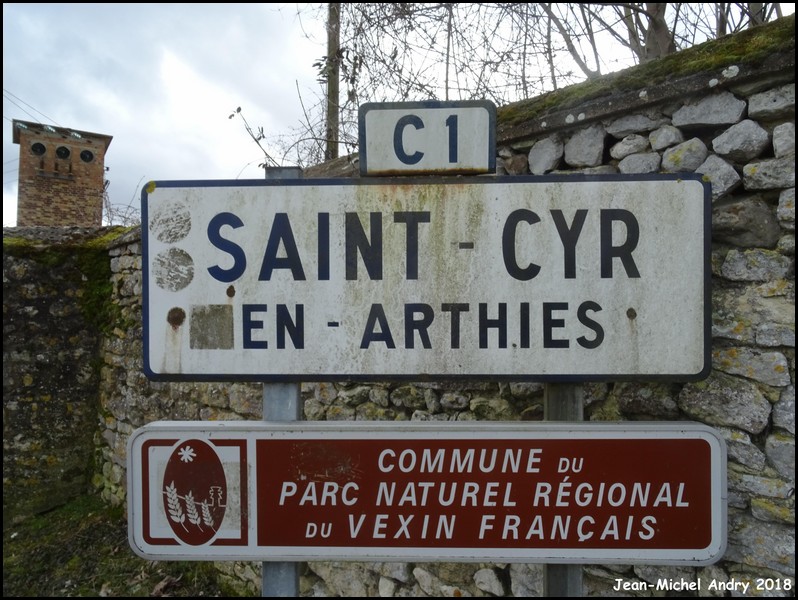 C1
SAINT - CYR
EN - ARTHIES
COMMUNE DU
PARC NATUREL RÉGIONAL
DU VEXIN FRANÇAIS
Jean-Michel Andry 2018